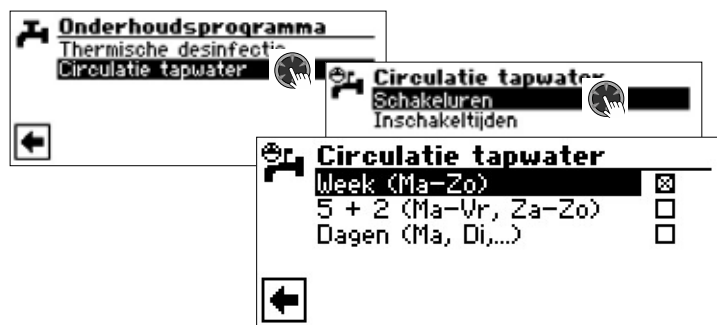 Onderhoudsprogramma
Thermische desinfectie
Circulatie tapwater
Circulatie tapwater
Schakeluren
Inschakeltijden
Circulatie tapwater
Week (Ma-Zo)
5 + 2 (Ma-Vr, Za-Zo)
Dagen (Ma, Di,...)